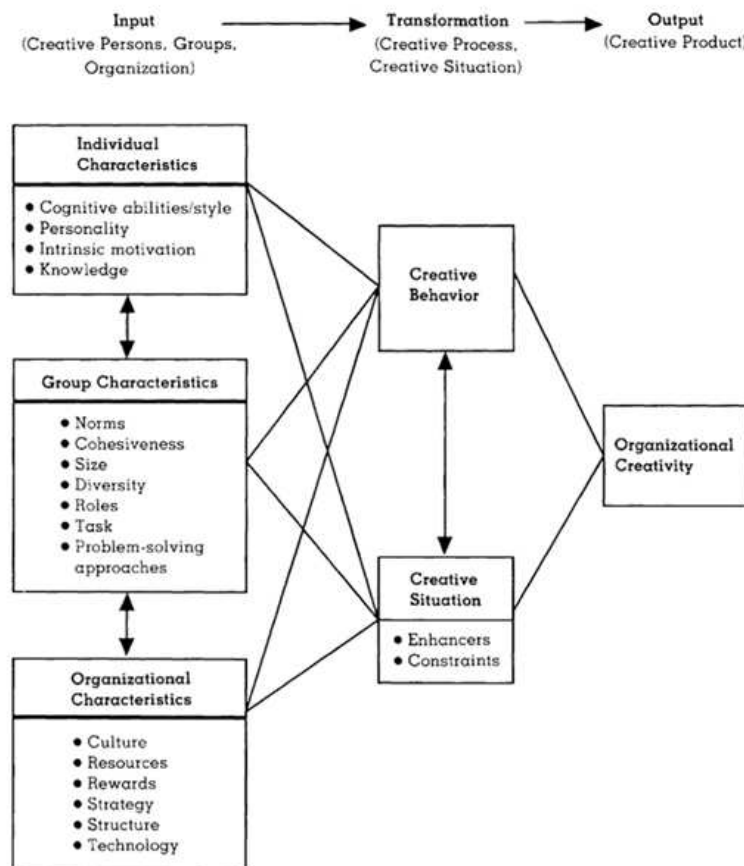 Input
(Creative Persons, Groups,
Organization)
Transformation
(Creative Process,
Creative Situation)
Output
(Creative Product)
Individual
Characteristics
● Cognitive abilities/style
● Personality
● Intrinsic motivation
● Knowledge
Group Characteristics
● Norms
● Cohesiveness
● Size
● Diversity
● Roles
● Task
● Problem-solving
approaches
Organizational
Characteristics
● Culture
● Resources
● Rewards
● Strategy
● Structure
● Technology
Creative
Behavior
Creative
Situation
● Enhancers
● Constraints
Organizational
Creativity